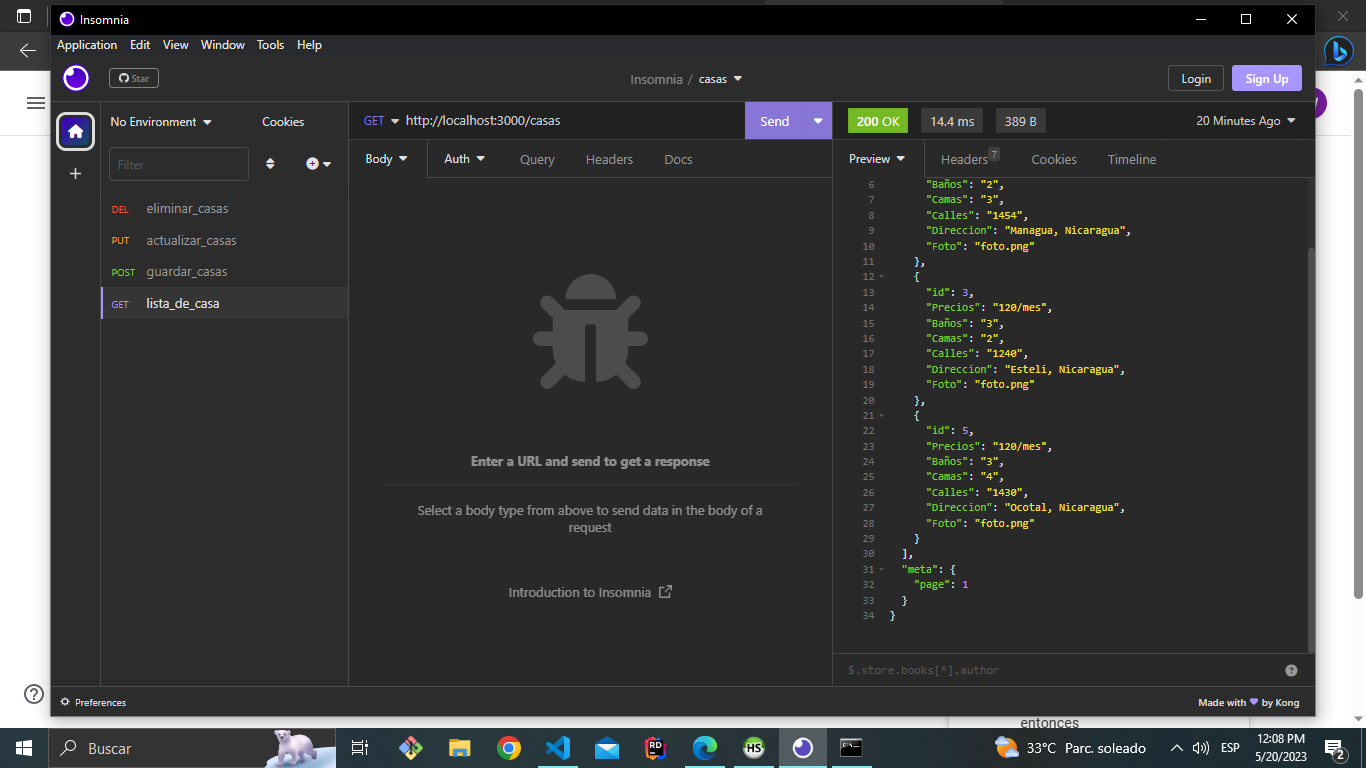 Insomnia
Application Edit View Window Tools Help
Star
Insomnia / casas
Login
Sign Up
No Environment
Cookies
GET http://localhost:3000/casas
Send
200 OK
14.4 ms
389 B
20 Minutes Ago
Filter
Body Auth Query Headers Docs
Preview Headers 7 Cookies Timeline
DEL eliminar_casas
PUT actualizar_casas
POST guardar_casas
GET lista_de_casa
Enter a URL and send to get a response
Select a body type from above to send data in the body of a
request
Introduction to Insomnia
6 "Baños": "2",
7 "Camas": "3",
8 "Calles": "1454",
9 "Direccion": "Managua, Nicaragua",
10 "Foto": "foto.png"
11 },
12 {
13 "id": 3,
14 "Precios": "120/mes",
15 "Baños": "3",
16 "Camas": "2",
17 "Calles": "1240",
18 "Direccion": "Esteli, Nicaragua",
19 "Foto": "foto.png"
20 },
21 {
22 "id": 5,
23 "Precios": "120/mes",
24 "Baños": "3",
25 "Camas": "4",
26 "Calles": "1430",
27 "Direccion": "Ocotal, Nicaragua",
28 "Foto": "foto.png"
29 }
30 ],
31 "meta": {
32 "page": 1
33 }
34 }
$.store.books[*].author
Preferences
Made with by Kong
entonces
Buscar
RD
HS
33°C Parc. soleado
ESP
12:08 PM
5/20/2023
2